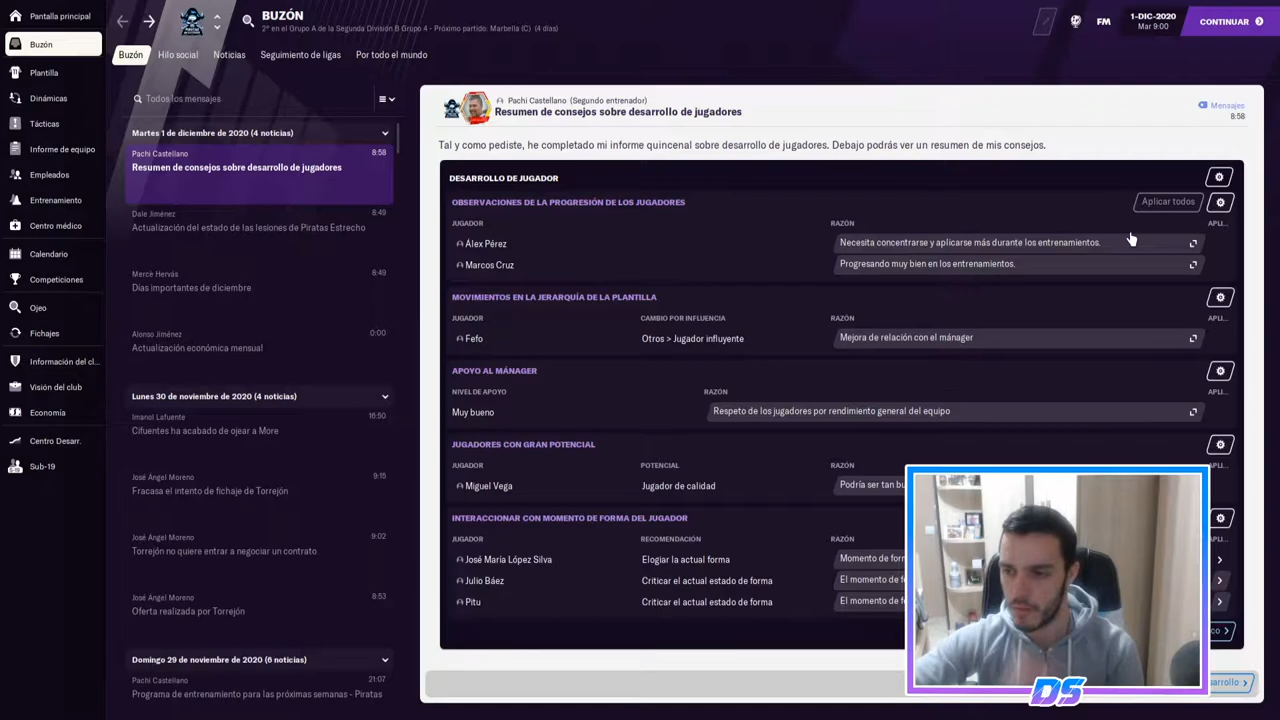 Pantalla principal
Buzón
Plantilla
Dinámicas
Tácticas
Informe de equipo
Empleados
Entrenamiento
Centro médico
Calendario
Competiciones
Ojeo
Fichajes
Información del cl...
Visión del club
Economía
Centro Desarr.
Sub-19
BUZÓN
2º en el Grupo A de la Segunda División B Grupo 4 - Próximo partido: Marbella (C) (4 días)
FM
1-DIC-2020
Mar 9:00
CONTINUAR
Buzón
Hilo social
Noticias
Seguimiento de ligas
Por todo el mundo
Todos los mensajes
Martes 1 de diciembre de 2020 (4 noticias)
Pachi Castellano 8:58
Resumen de consejos sobre desarrollo de jugadores
Dale Jiménez 8:49
Actualización del estado de las lesiones de Piratas Estrecho
Mercè Hervás 8:49
Días importantes de diciembre
Alonso Jiménez 0:00
Actualización económica mensual
Lunes 30 de noviembre de 2020 (4 noticias)
Imanol Lafuente 16:50
Cifuentes ha acabado de ojear a More
José Ángel Moreno 9:15
Fracasa el intento de fichaje de Torrejón
José Ángel Moreno 9:02
Torrejón no quiere entrar a negociar un contrato
José Ángel Moreno 8:53
Oferta realizada por Torrejón
Domingo 29 de noviembre de 2020 (6 noticias)
Pachi Castellano 21:07
Programa de entrenamiento para las próximas semanas - Piratas
Pachi Castellano (Segundo entrenador)
Resumen de consejos sobre desarrollo de jugadores
Mensajes
8:58
Tal y como pediste, he completado mi informe quincenal sobre desarrollo de jugadores. Debajo podrás ver un resumen de mis consejos.
DESARROLLO DE JUGADOR
OBSERVACIONES DE LA PROGRESIÓN DE LOS JUGADORES
Aplicar todos
JUGADOR RAZÓN APLI...
Álex Pérez Necesita concentrarse y aplicarse más durante los entrenamientos.
Marcos Cruz Progresando muy bien en los entrenamientos.
MOVIMIENTOS EN LA JERARQUÍA DE LA PLANTILLA
JUGADOR CAMBIO POR INFLUENCIA RAZÓN APLI...
Fefo Otros > Jugador influyente Mejora de relación con el mánager
APOYO AL MÁNAGER
NIVEL DE APOYO RAZÓN APLI...
Muy bueno Respeto de los jugadores por rendimiento general del equipo
JUGADORES CON GRAN POTENCIAL
JUGADOR POTENCIAL RAZÓN APLI...
Miguel Vega Jugador de calidad Podría ser tan bu
INTERACCIONAR CON MOMENTO DE FORMA DEL JUGADOR
JUGADOR RECOMENDACIÓN RAZÓN APLI...
José María López Silva Elogiar la actual forma Momento de for
Julio Báez Criticar el actual estado de forma El momento de f
Pitu Criticar el actual estado de forma El momento de f
co
sarrollo
DS